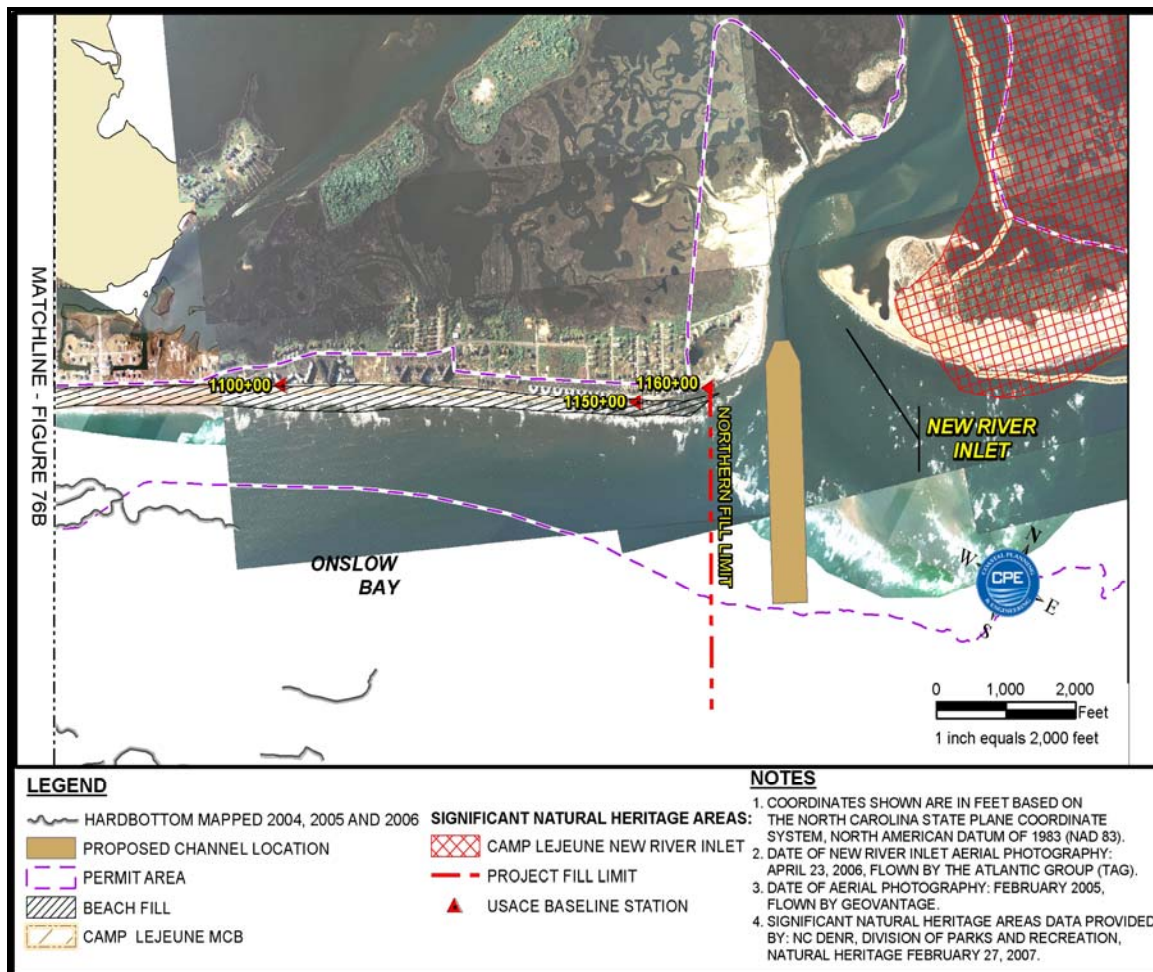 MATCHLINE - FIGURE 76B
1100+00
1160+00
1150+00
NORTHERN FILL LIMIT
NEW RIVER
INLET
ONSLOW
BAY
N
W
E
S
COASTAL PLANNING
CPE
& ENGINEERING
0 1,000 2,000
Feet
1 inch equals 2,000 feet
LEGEND
HARDBOTTOM MAPPED 2004, 2005 AND 2006
PROPOSED CHANNEL LOCATION
PERMIT AREA
BEACH FILL
CAMP LEJEUNE MCB
SIGNIFICANT NATURAL HERITAGE AREAS:
CAMP LEJEUNE NEW RIVER INLET
PROJECT FILL LIMIT
USACE BASELINE STATION
NOTES
1. COORDINATES SHOWN ARE IN FEET BASED ON
THE NORTH CAROLINA STATE PLANE COORDINATE
SYSTEM, NORTH AMERICAN DATUM OF 1983 (NAD 83).
2. DATE OF NEW RIVER INLET AERIAL PHOTOGRAPHY:
APRIL 23, 2006, FLOWN BY THE ATLANTIC GROUP (TAG).
3. DATE OF AERIAL PHOTOGRAPHY: FEBRUARY 2005,
FLOWN BY GEOVANTAGE.
4. SIGNIFICANT NATURAL HERITAGE AREAS DATA PROVIDED
BY: NC DENR, DIVISION OF PARKS AND RECREATION,
NATURAL HERITAGE FEBRUARY 27, 2007.